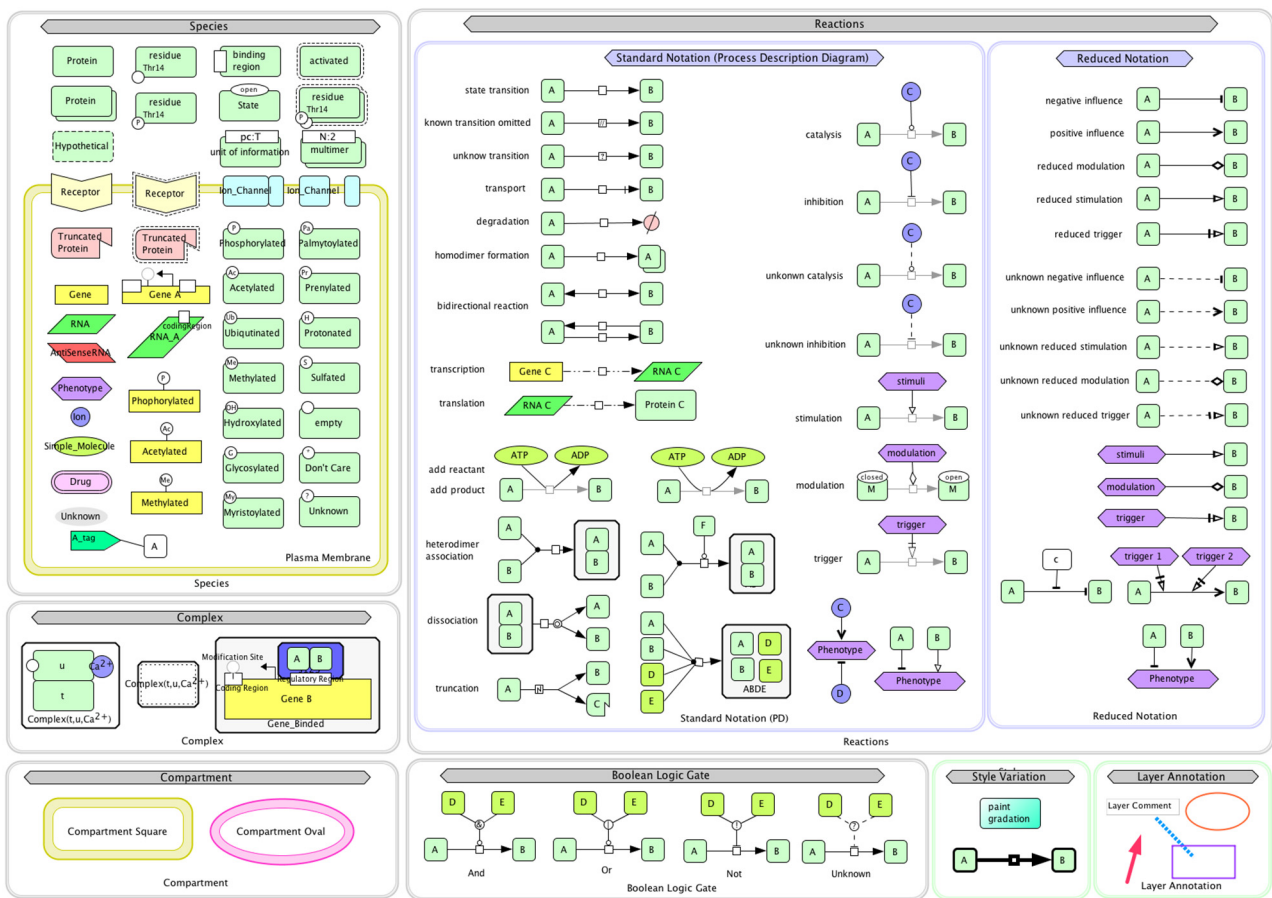 Species
Protein
residue
Thr14
binding
region
activated
Protein
residue
Thr14
P
open
State
residue
Thr14
P
Hypothetical
pc:T
unit of information
N:2
multimer
Receptor
Receptor
Ion_Channel
Ion_Channel
Truncated
Protein
Truncated
Protein
P
Phosphorylated
Pa
Palmytoylated
Gene
Gene A
Ac
Acetylated
Pr
Prenylated
RNA
codingRegion
RNA_A
Ub
Ubiqutinated
H
Protonated
AntiSenseRNA
Phenotype
P
Phophorylated
Me
Methylated
S
Sulfated
Ion
OH
Hydroxylated
empty
Simple_Molecule
Ac
Acetylated
G
Glycosylated
*
Don't Care
Drug
Me
Methylated
My
Myristoylated
?
Unknown
Unknown
A_tag
A
Plasma Membrane
Species
Complex
u
Ca2+
t
Complex(t,u,Ca2+)
Complex(t,u,Ca2+)
Modification Site
A
B
Regulatory Region
Coding Region
Gene B
Gene_Binded
Complex
Compartment
Compartment Square
Compartment Oval
Compartment
Reactions
Standard Notation (Process Description Diagram)
state transition
A
B
known transition omitted
A
//
B
unknow transition
A
?
B
transport
A
B
degradation
A
homodimer formation
A
A
bidirectional reaction
A
B
A
B
transcription
Gene C
RNA C
translation
RNA C
Protein C
add reactant
add product
ATP
ADP
A
B
ATP
ADP
A
B
heterodimer
association
A
B
A
B
F
A
B
A
B
dissociation
A
B
A
B
truncation
A
N
B
C
A
B
D
E
A
D
B
E
ABDE
Standard Notation (PD)
C
catalysis
A
B
C
inhibition
A
B
C
unkonwn catalysis
A
B
C
unknown inhibition
A
B
stimuli
stimulation
A
B
modulation
modulation
closed
M
open
M
trigger
trigger
A
B
C
Phenotype
D
A
B
Phenotype
Reduced Notation
negative influence
A
B
positive influence
A
B
reduced modulation
A
B
reduced stimulation
A
B
reduced trigger
A
B
unknown negative influence
A
B
unknown positive influence
A
B
unknown reduced stimulation
A
B
unknown reduced modulation
A
B
unknown reduced trigger
A
B
stimuli
B
modulation
B
trigger
B
c
A
B
trigger 1
trigger 2
A
B
A
B
Phenotype
Reduced Notation
Reactions
Boolean Logic Gate
D
E
&
A
B
And
D
E
|
A
B
Or
D
E
!
A
B
Not
D
E
?
A
B
Unknown
Boolean Logic Gate
Style Variation
paint
gradation
A
B
Layer Annotation
Layer Comment
Layer Annotation